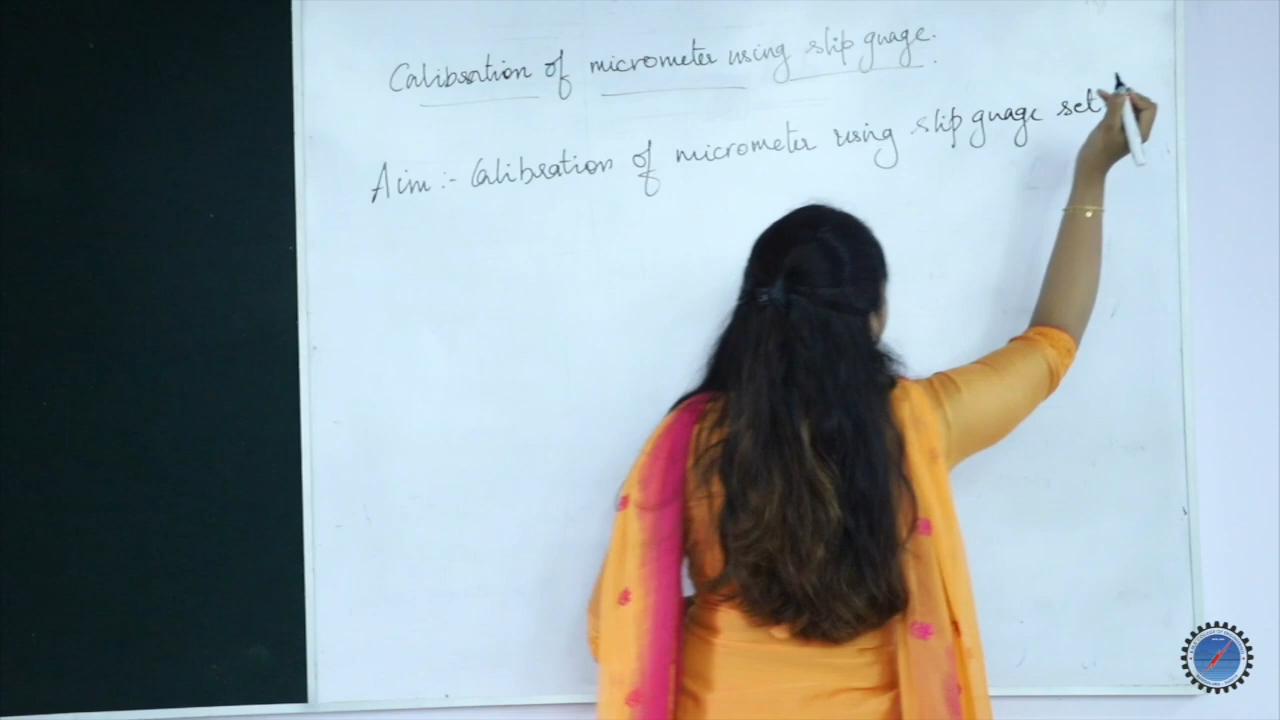 Calibration of micrometer using slip guage.
Aim:- Calibration of micrometer using slip guage set